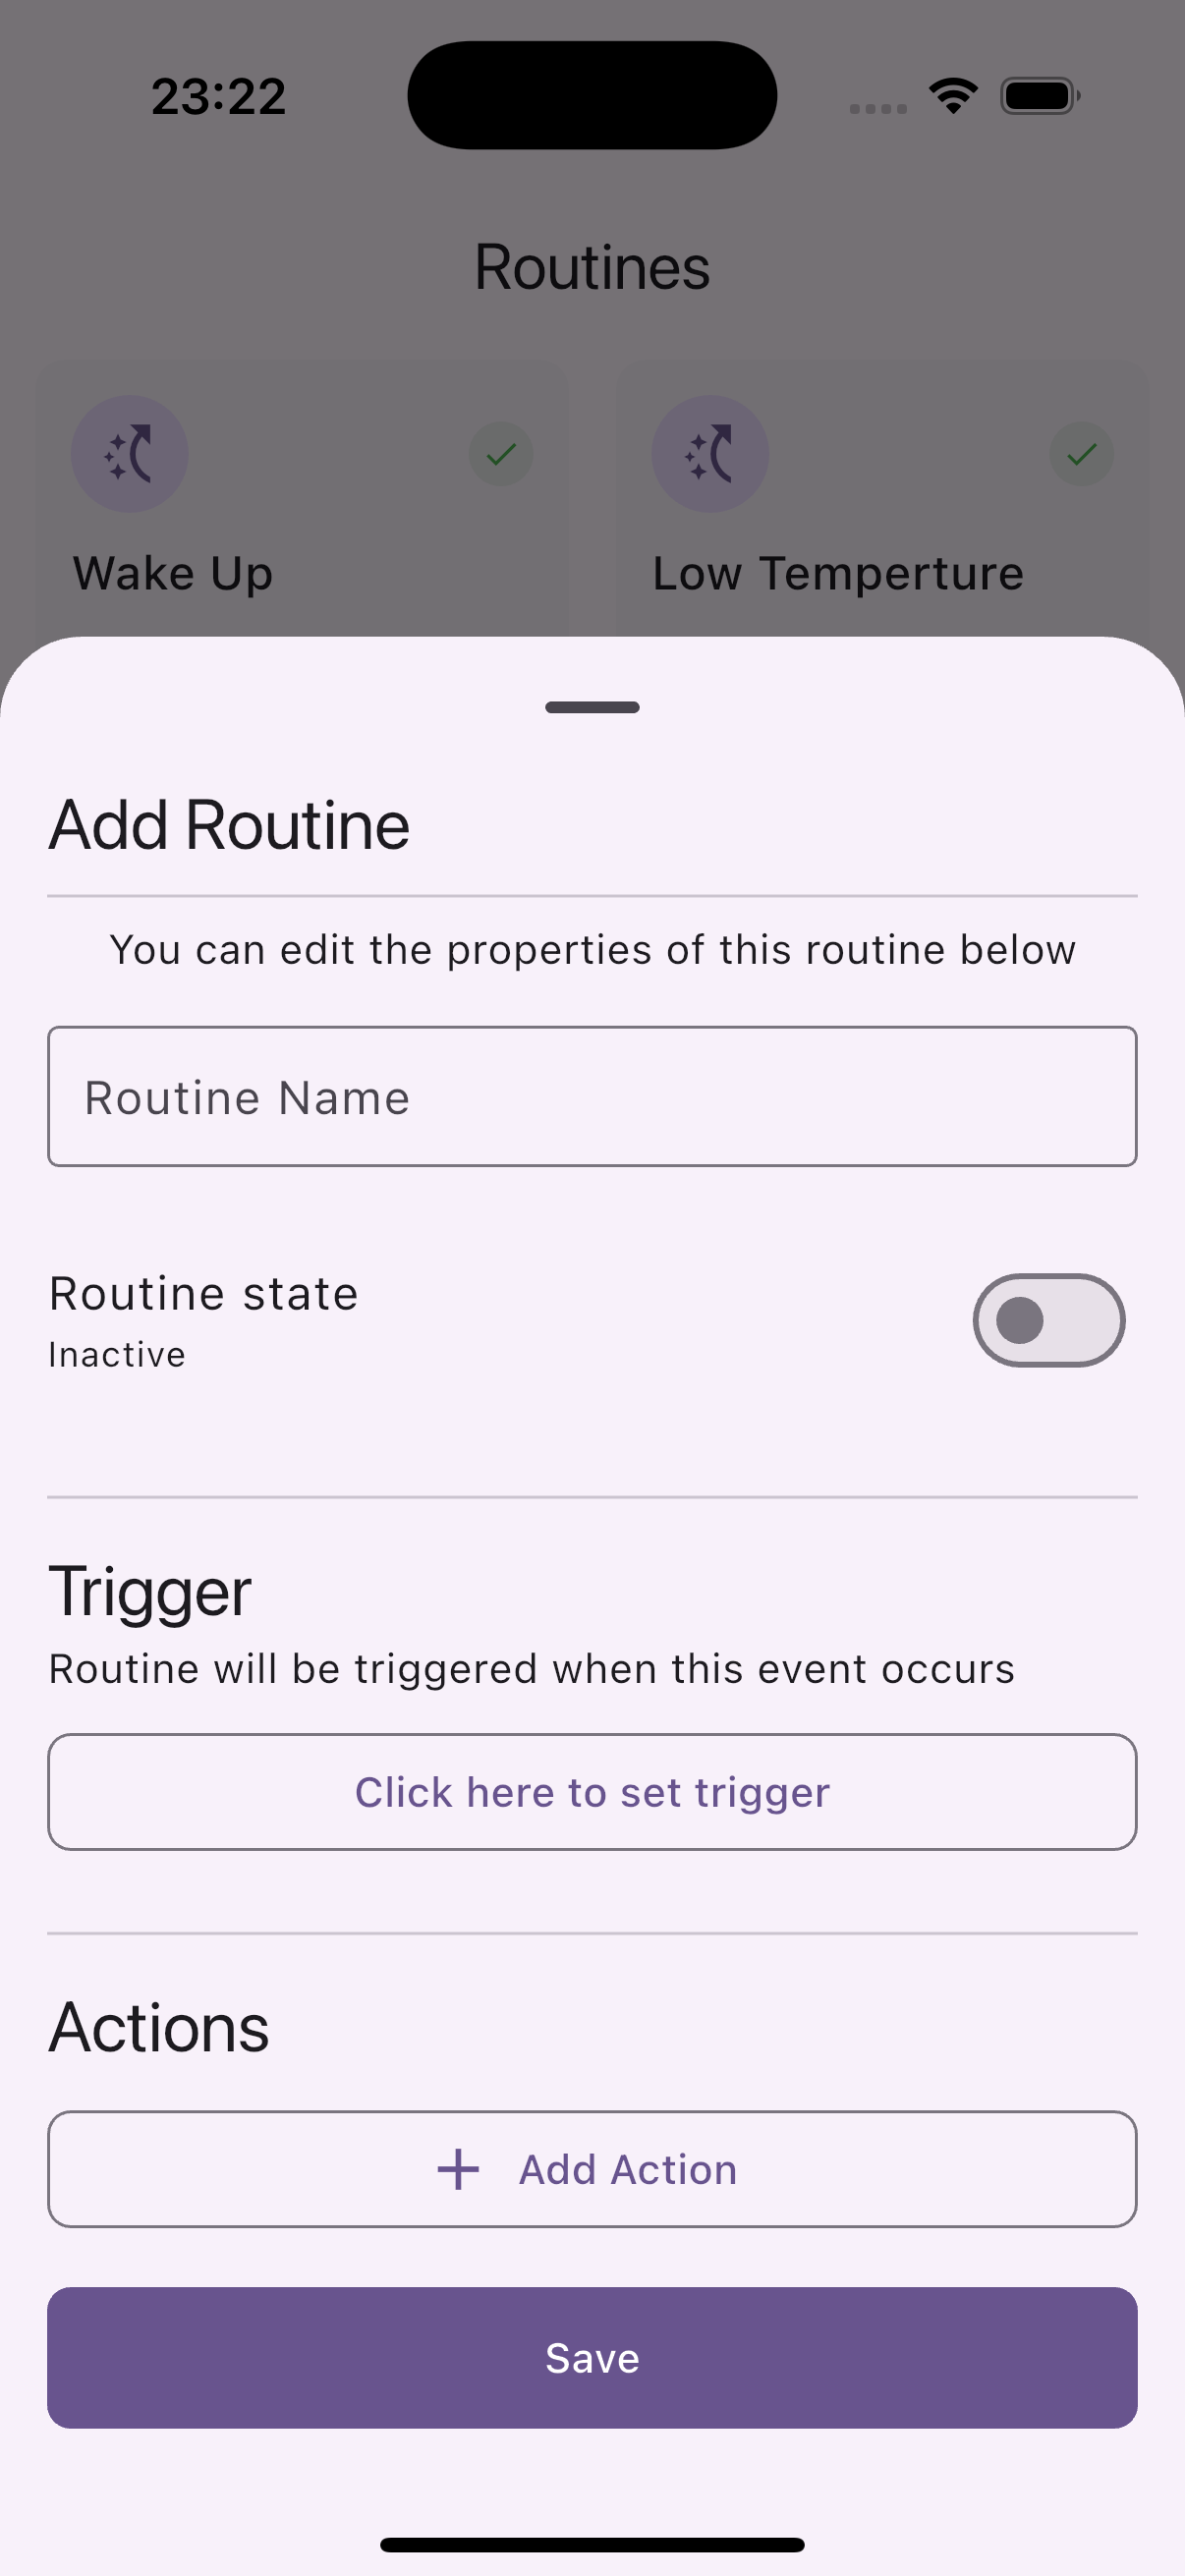 23:22
Routines
Wake Up
Low Temperture
Add Routine
You can edit the properties of this routine below
Routine Name
Routine state
Inactive
Trigger
Routine will be triggered when this event occurs
Click here to set trigger
Actions
Add Action
Save